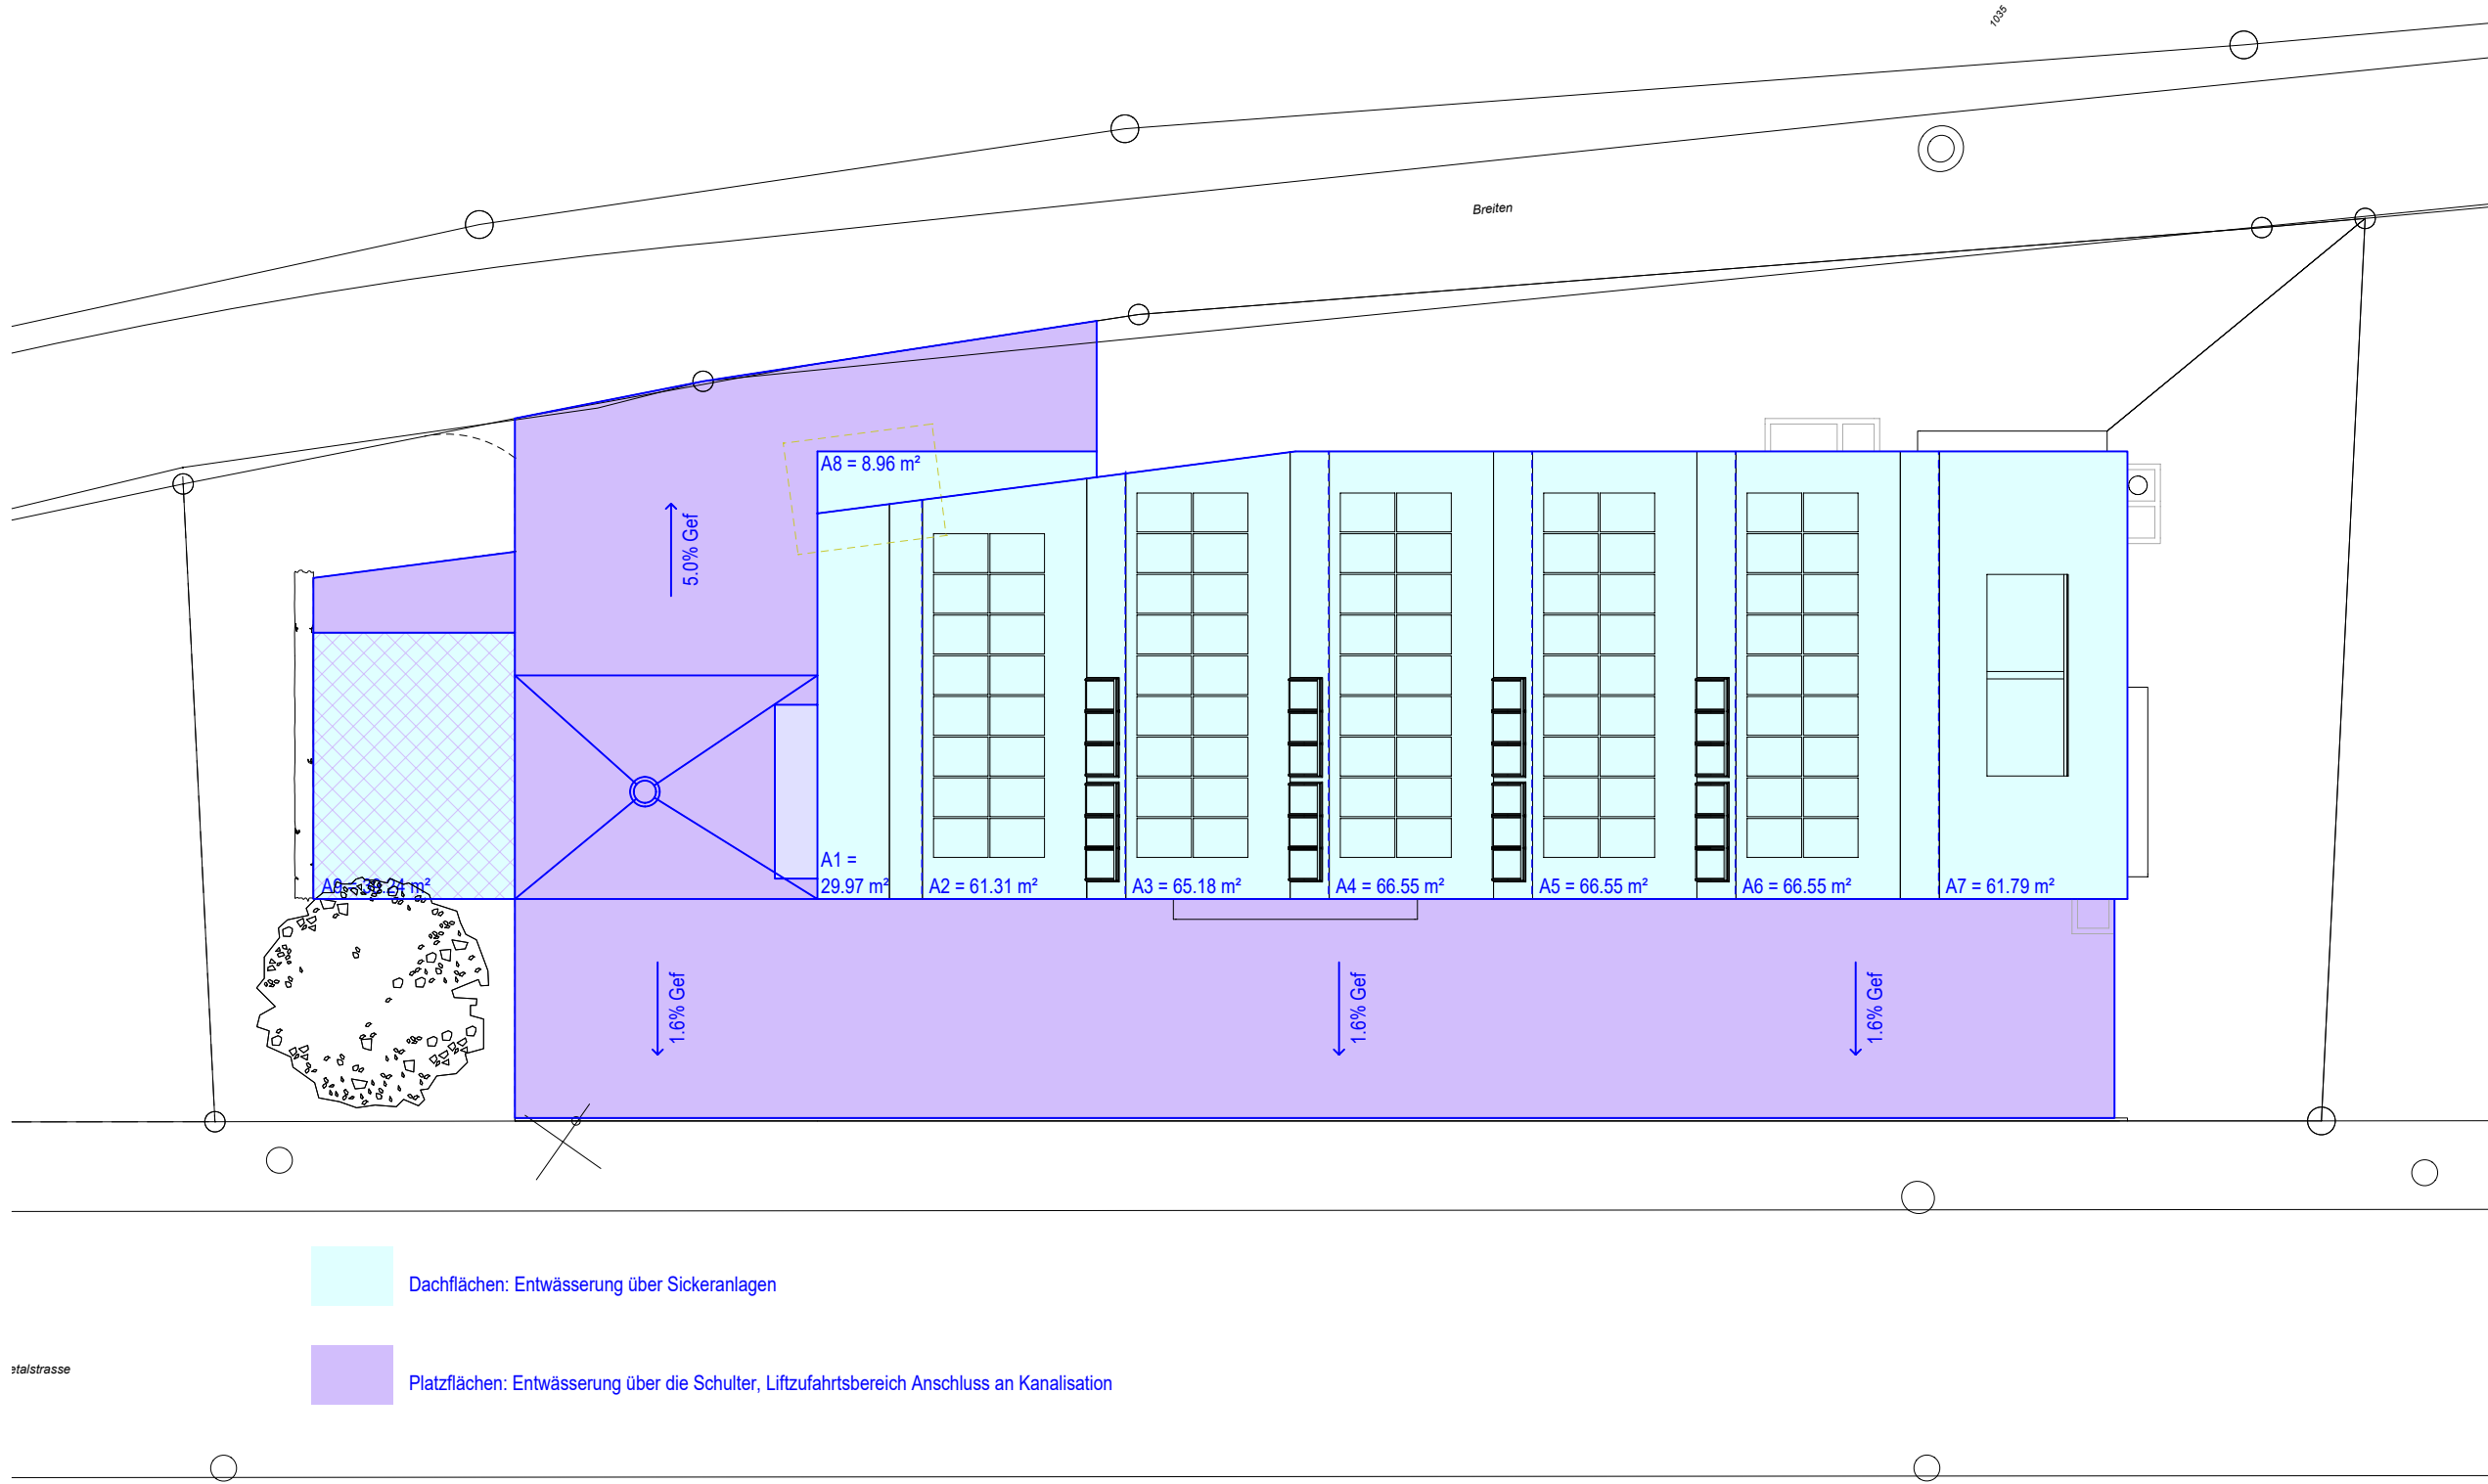 1035
Breiten
A8 = 8.96 m²
5.0% Gef
A1 =
29.97 m²
A2 = 61.31 m²
A3 = 65.18 m²
A4 = 66.55 m²
A5 = 66.55 m²
A6 = 66.55 m²
A7 = 61.79 m²
1.6% Gef
1.6% Gef
1.6% Gef
Dachflächen: Entwässerung über Sickeranlagen
etalstrasse
Platzflächen: Entwässerung über die Schulter, Liftzufahrtsbereich Anschluss an Kanalisation